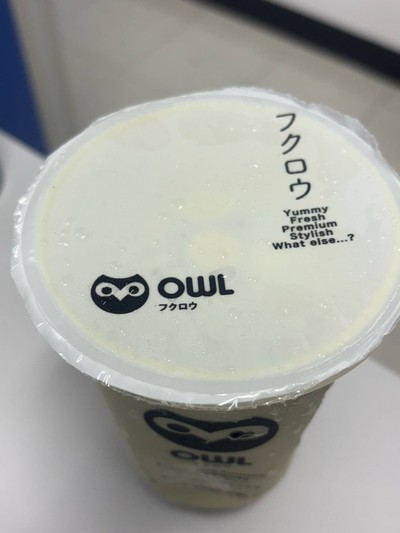 フクロウ
Yummy
Fresh
Premium
Stylish
What else...?
OWL
フクロウ
OWL